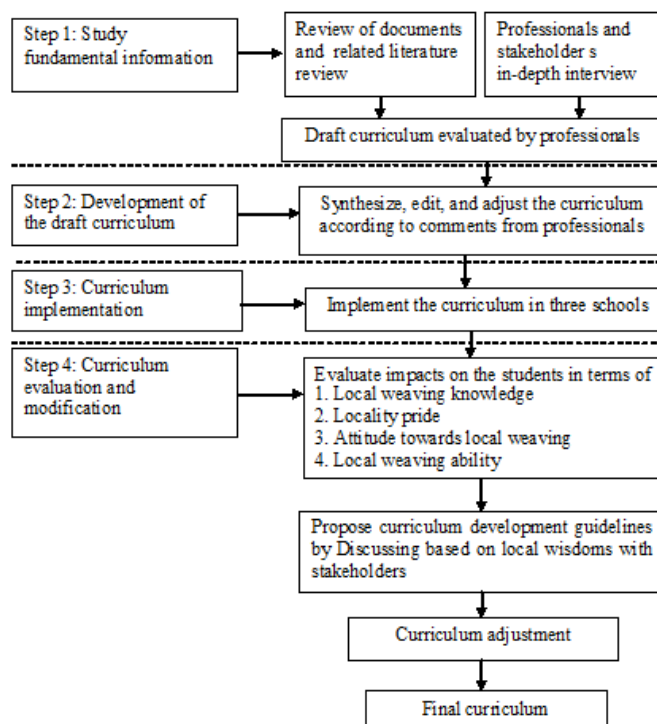 Step 1: Study
fundamental information
Review of documents
and related literature
review
Professionals and
stakeholder s
in-depth interview
Draft curriculum evaluated by professionals
Step 2: Development of
the draft curriculum
Synthesize, edit, and adjust the curriculum
according to comments from professionals
Step 3: Curriculum
implementation
Implement the curriculum in three schools
Step 4: Curriculum
evaluation and
modification
Evaluate impacts on the students in terms of
1. Local weaving knowledge
2. Locality pride
3. Attitude towards local weaving
4. Local weaving ability
Propose curriculum development guidelines
by Discussing based on local wisdoms with
stakeholders
Curriculum adjustment
Final curriculum